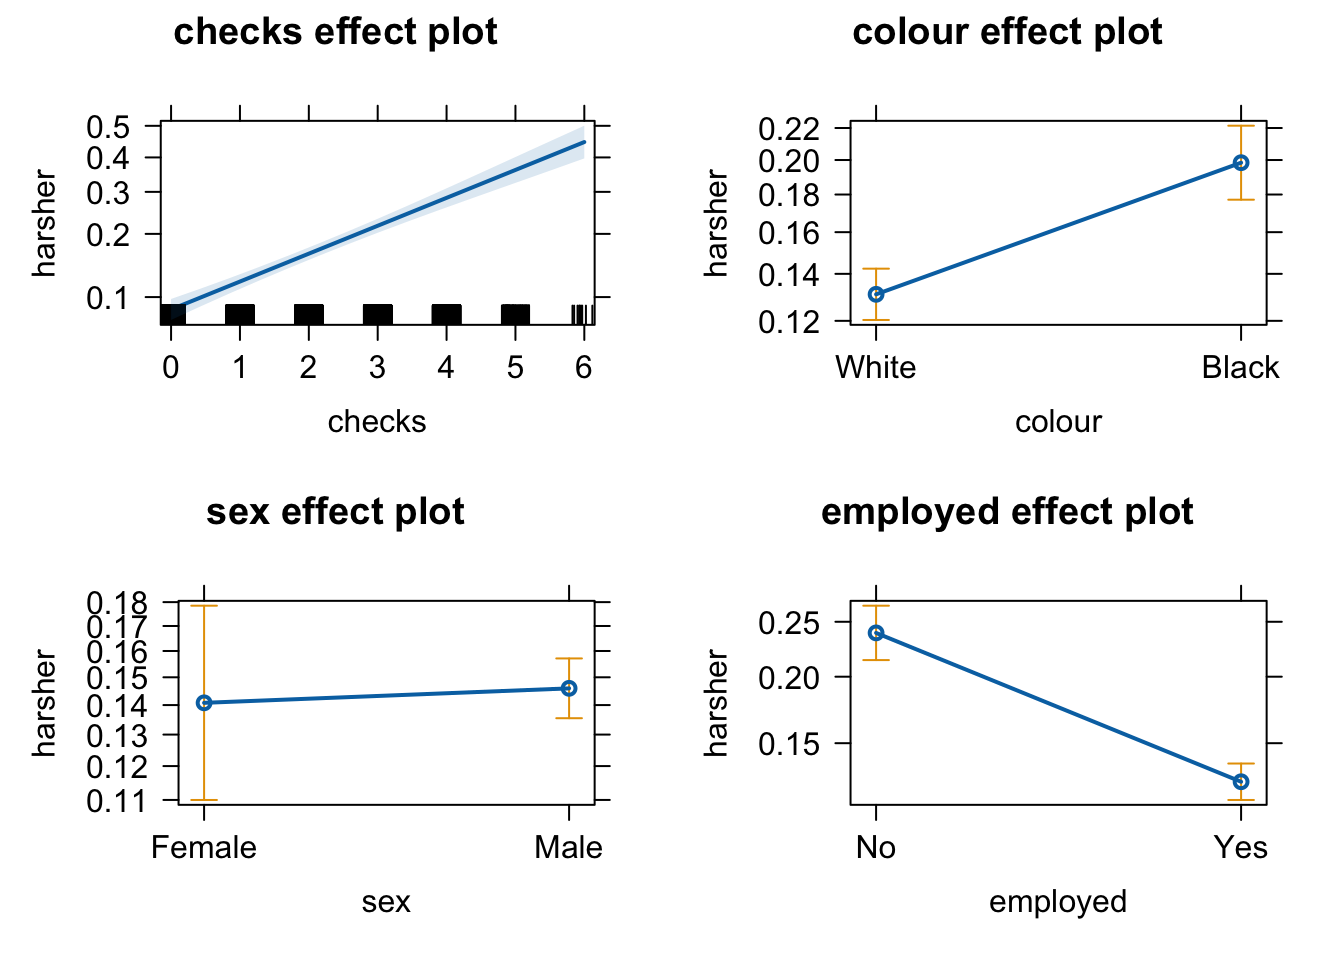 checks effect plot
harsher
0.5
0.4
0.3
0.2
0.1
0 1 2 3 4 5 6
checks
colour effect plot
harsher
0.22
0.20
0.18
0.16
0.14
0.12
White Black
colour
sex effect plot
harsher
0.18
0.17
0.16
0.15
0.14
0.13
0.12
0.11
Female Male
sex
employed effect plot
harsher
0.25
0.20
0.15
No Yes
employed